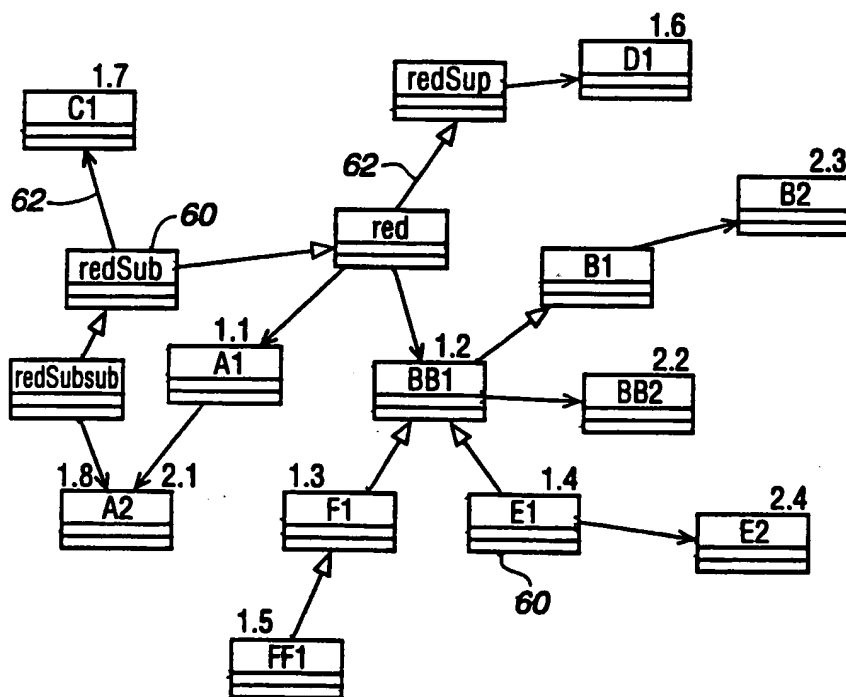 1.6
D1
redSup
1.7
C1
62
62
2.3
B2
60
red
redSub
B1
1.1
A1
1.2
BB1
redSubsub
2.2
BB2
1.8
2.1
A2
1.3
F1
1.4
E1
2.4
E2
60
1.5
FF1